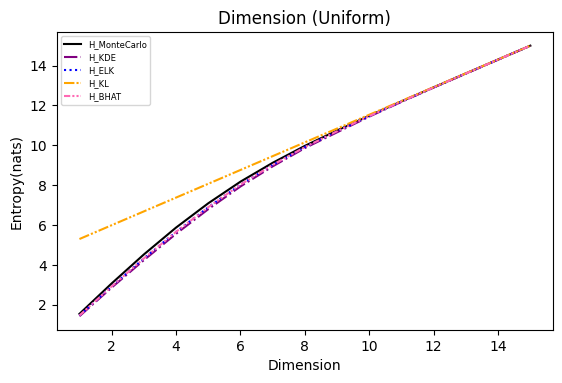 Dimension (Uniform)
H_MonteCarlo
H_KDE
H_ELK
H_KL
H_BHAT
Entropy(nats)
14
12
10
8
6
4
2
2 4 6 8 10 12 14
Dimension